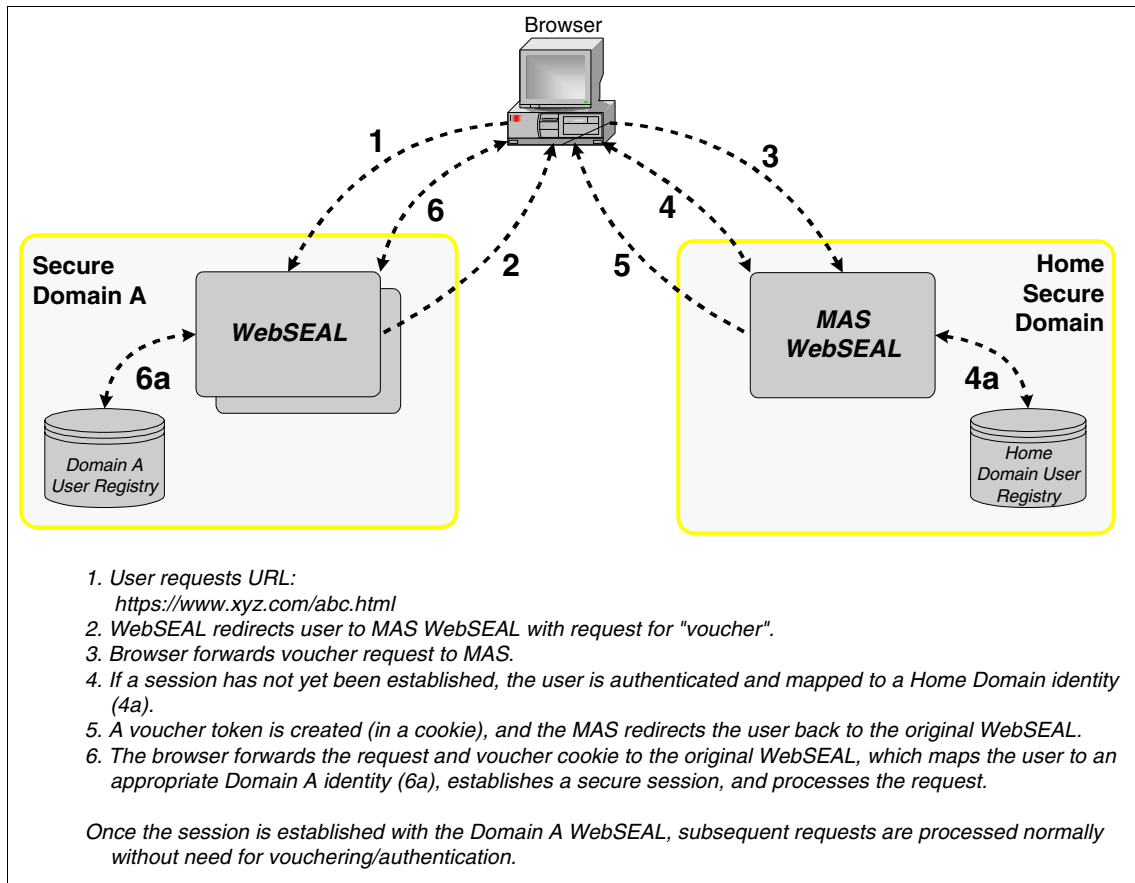 Browser
1
3
6
4
2
5
Secure
Domain A
Home
Secure
Domain
WebSEAL
MAS
WebSEAL
6a
4a
Domain A
User Registry
Home
Domain User
Registry
1. User requests URL:
https://www.xyz.com/abc.html
2. WebSEAL redirects user to MAS WebSEAL with request for "voucher".
3. Browser forwards voucher request to MAS.
4. If a session has not yet been established, the user is authenticated and mapped to a Home Domain identity
(4a).
5. A voucher token is created (in a cookie), and the MAS redirects the user back to the original WebSEAL.
6. The browser forwards the request and voucher cookie to the original WebSEAL, which maps the user to an
appropriate Domain A identity (6a), establishes a secure session, and processes the request.
Once the session is established with the Domain A WebSEAL, subsequent requests are processed normally
without need for vouchering/authentication.